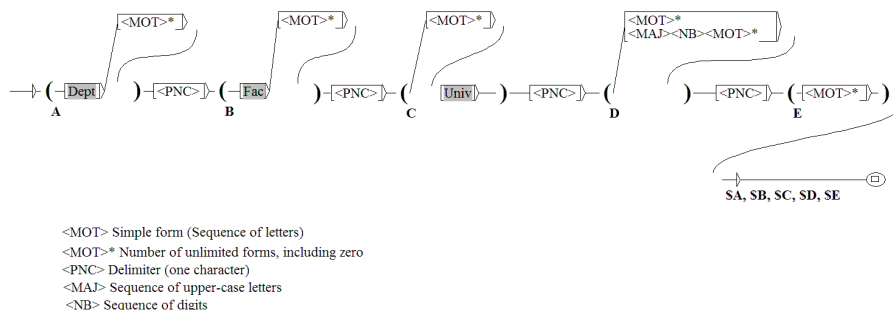 <MOT>* <MOT>* <MOT>* <MOT>*
<MAJ><NB><MOT>*
( Dept ) <PNC> ( Fac ) <PNC> ( Univ ) <PNC> ( ) <PNC> ( <MOT>* )
A B C D E
$A, $B, $C, $D, $E
<MOT> Simple form (Sequence of letters)
<MOT>* Number of unlimited forms, including zero
<PNC> Delimiter (one character)
<MAJ> Sequence of upper-case letters
<NB> Sequence of digits